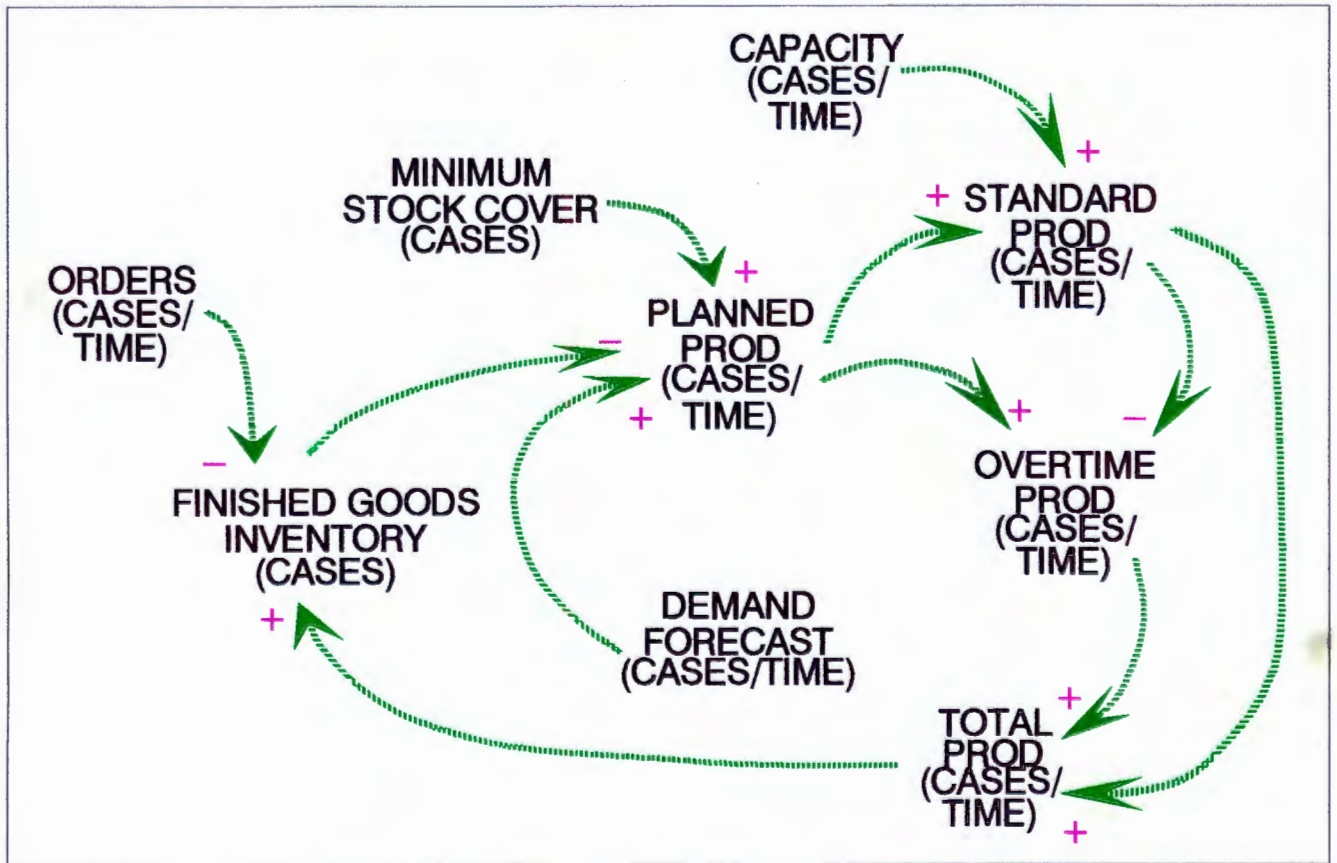 CAPACITY
(CASES/
TIME)
+
MINIMUM
STOCK COVER
(CASES)
+
+ STANDARD
PROD
(CASES/
TIME)
ORDERS
(CASES/
TIME)
−
PLANNED
PROD
(CASES/
TIME)
−
+
+
−
OVERTIME
PROD
(CASES/
TIME)
FINISHED GOODS
INVENTORY
(CASES)
+
DEMAND
FORECAST
(CASES/TIME)
+
TOTAL
PROD
(CASES/
TIME)
+